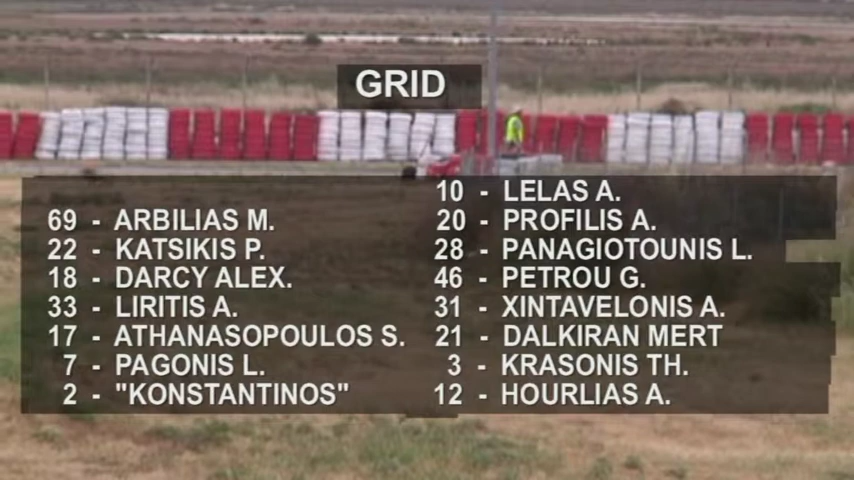 GRID
10 - LELAS A.
69 - ARBILIAS M.
20 - PROFILIS A.
22 - KATSIKIS P.
28 - PANAGIOTOUNIS L.
18 - DARCY ALEX.
46 - PETROU G.
33 - LIRITIS A.
31 - XINTAVELONIS A.
17 - ATHANASOPOULOS S.
21 - DALKIRAN MERT
7 - PAGONIS L.
3 - KRASONIS TH.
2 - "KONSTANTINOS"
12 - HOURLIAS A.